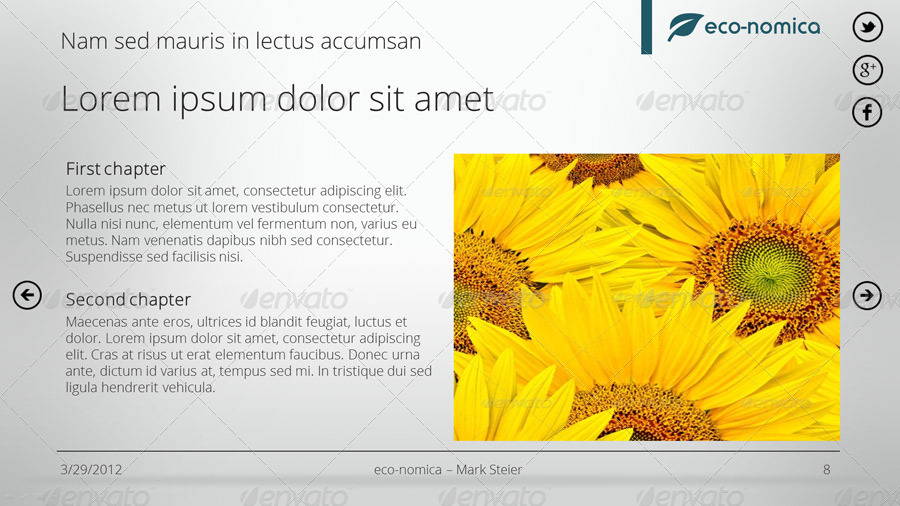 Nam sed mauris in lectus accumsan
eco-nomica
Lorem ipsum dolor sit amet
g+
f
First chapter
Lorem ipsum dolor sit amet, consectetur adipiscing elit.
Phasellus nec metus ut lorem vestibulum consectetur.
Nulla nisi nunc, elementum vel fermentum non, varius eu
metus. Nam venenatis dapibus nibh sed consectetur.
Suspendisse sed facilisis nisi.
Second chapter
Maecenas ante eros, ultrices id blandit feugiat, luctus et
dolor. Lorem ipsum dolor sit amet, consectetur adipiscing
elit. Cras at risus ut erat elementum faucibus. Donec urna
ante, dictum id varius at, tempus sed mi. In tristique dui sed
ligula hendrerit vehicula.
3/29/2012
eco-nomica – Mark Steier
8
envato